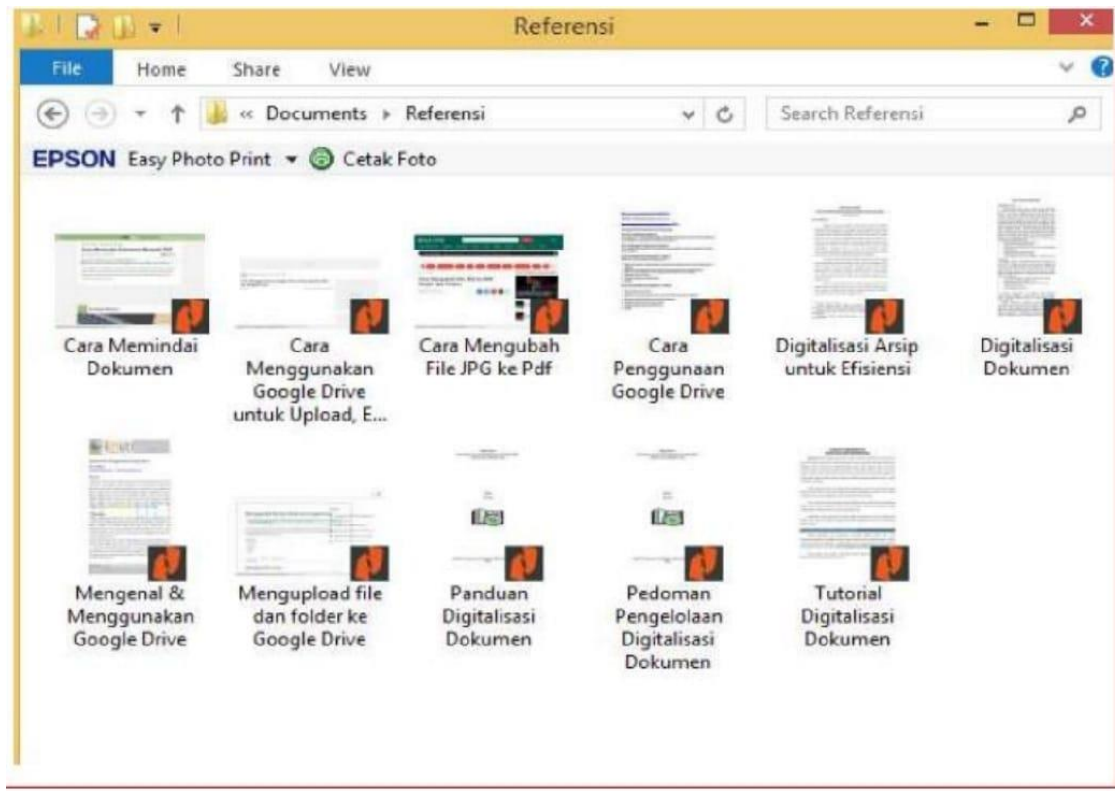 Referensi
File Home Share View
« Documents Referensi
Search Referensi
EPSON Easy Photo Print Cetak Foto
Cara Memindai
Dokumen
Cara
Menggunakan
Google Drive
untuk Upload, E...
Cara Mengubah
File JPG ke Pdf
Cara
Penggunaan
Google Drive
Digitalisasi Arsip
untuk Efisiensi
Digitalisasi
Dokumen
Mengenal &
Menggunakan
Google Drive
Mengupload file
dan folder ke
Google Drive
Panduan
Digitalisasi
Dokumen
Pedoman
Pengelolaan
Digitalisasi
Dokumen
Tutorial
Digitalisasi
Dokumen